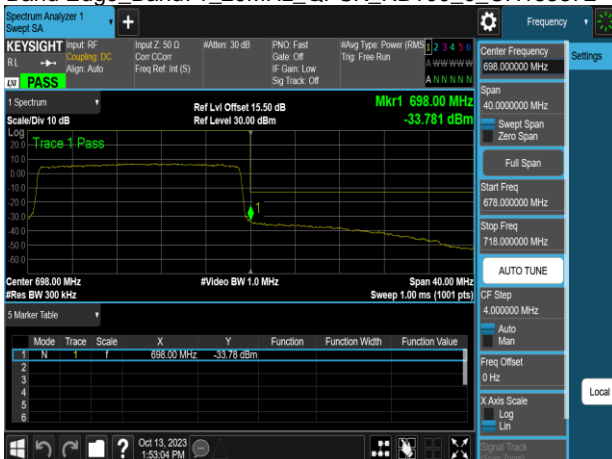 Spectrum Analyzer 1
Swept SA
Frequency
KEYSIGHT
RL
Input: RF
Coupling: DC
Align: Auto
Input Z: 50 Ω
Corr CCorr
Freq Ref: Int (S)
#Atten: 30 dB
PNO: Fast
Gate: Off
IF Gain: Low
Sig Track: Off
#Avg Type: Power (RMS
Trig: Free Run
1 2 3 4 5 6
A W W W W W
A N N N N N
LXI PASS
1 Spectrum
Scale/Div 10 dB
Ref Lvl Offset 15.50 dB
Ref Level 30.00 dBm
Mkr1 698.00 MHz
-33.781 dBm
Log
Trace 1 Pass
20.0
10.0
0.00
-10.0
-20.0
-30.0
-40.0
-50.0
-60.0
1
Center 698.00 MHz
#Res BW 300 kHz
#Video BW 1.0 MHz
Span 40.00 MHz
Sweep 1.00 ms (1001 pts)
5 Marker Table
Mode Trace Scale X Y Function Function Width Function Value
1 N 1 f 698.00 MHz -33.78 dBm
2
3
4
5
6
Oct 13, 2023
1:53:04 PM
Center Frequency
698.000000 MHz
Settings
Span
40.0000000 MHz
Swept Span
Zero Span
Full Span
Start Freq
678.000000 MHz
Stop Freq
718.000000 MHz
AUTO TUNE
CF Step
4.000000 MHz
Auto
Man
Freq Offset
0 Hz
Local
X Axis Scale
Log
Lin
Signal Track